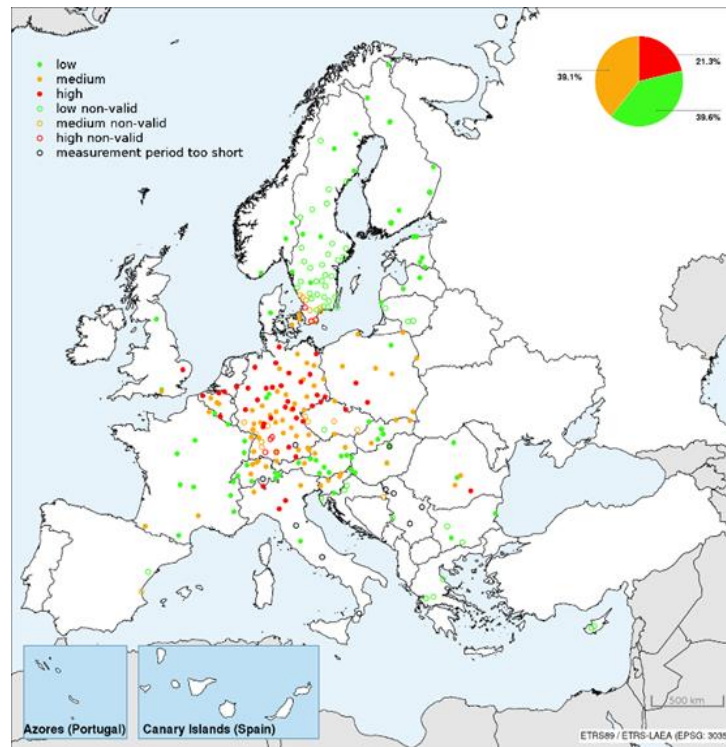 low
medium
high
low non-valid
medium non-valid
high non-valid
measurement period too short
21.3%
39.1%
39.6%
500 km
Azores (Portugal)
Canary Islands (Spain)
ETRS89 / ETRS-LAEA (EPSG: 303